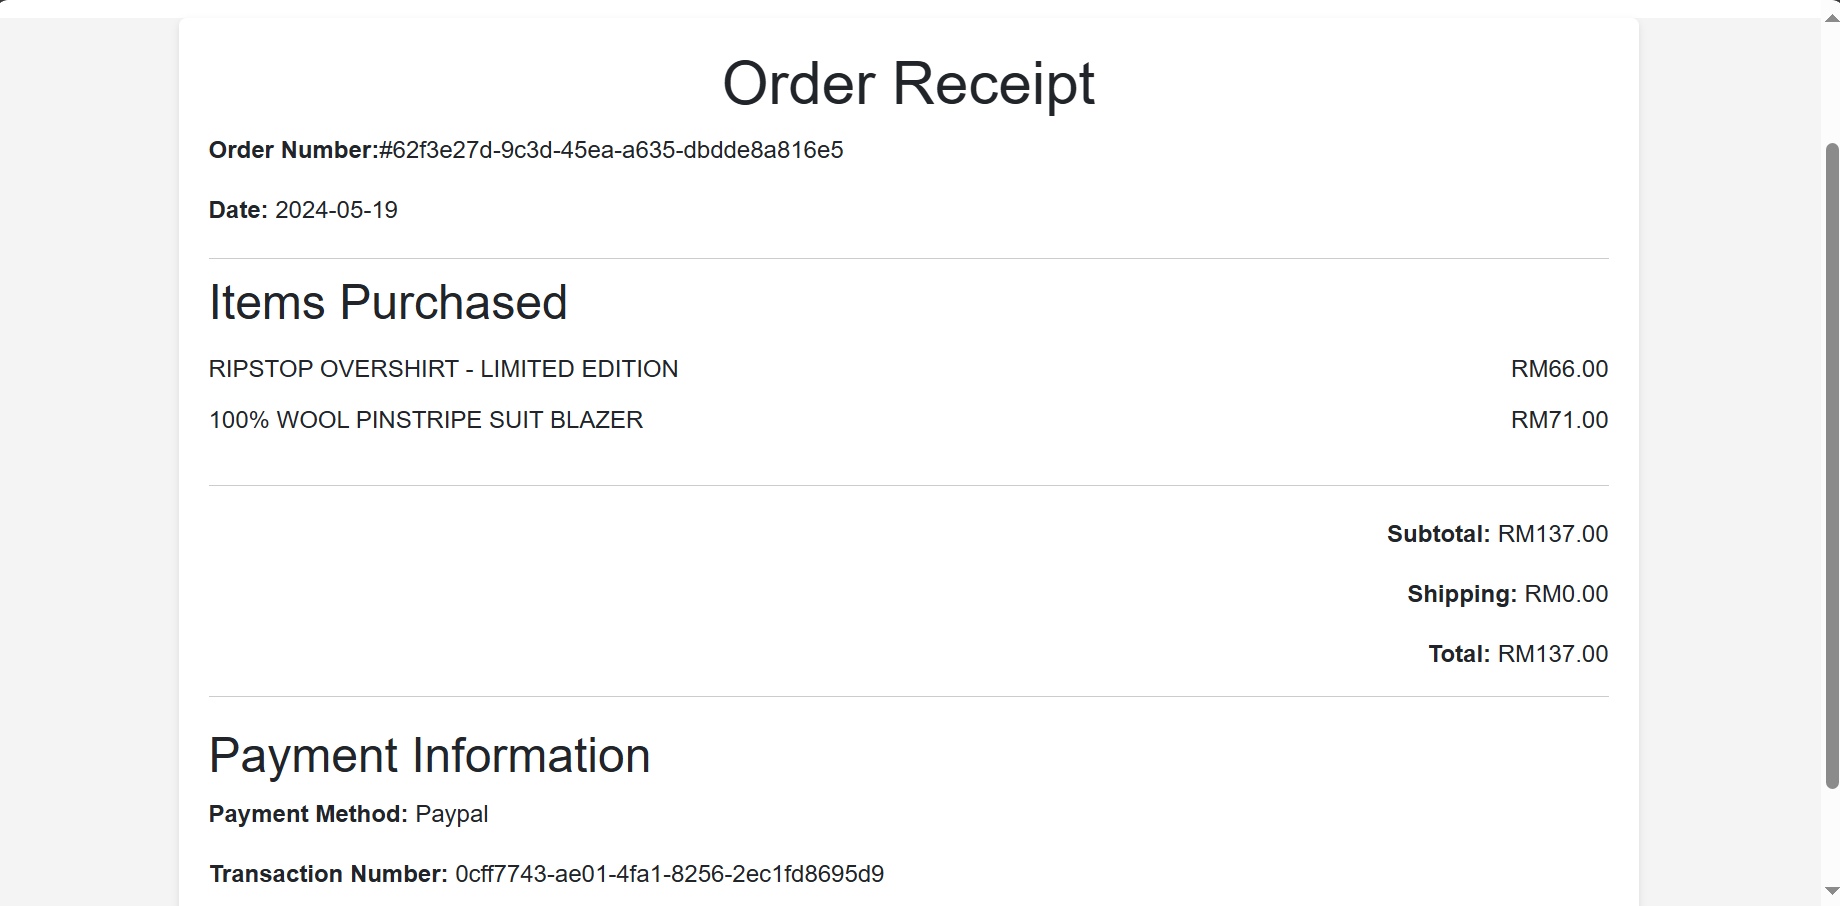 Order Receipt
Order Number:#62f3e27d-9c3d-45ea-a635-dbdde8a816e5
Date: 2024-05-19
Items Purchased
RIPSTOP OVERSHIRT - LIMITED EDITION RM66.00
100% WOOL PINSTRIPE SUIT BLAZER RM71.00
Subtotal: RM137.00
Shipping: RM0.00
Total: RM137.00
Payment Information
Payment Method: Paypal
Transaction Number: 0cff7743-ae01-4fa1-8256-2ec1fd8695d9